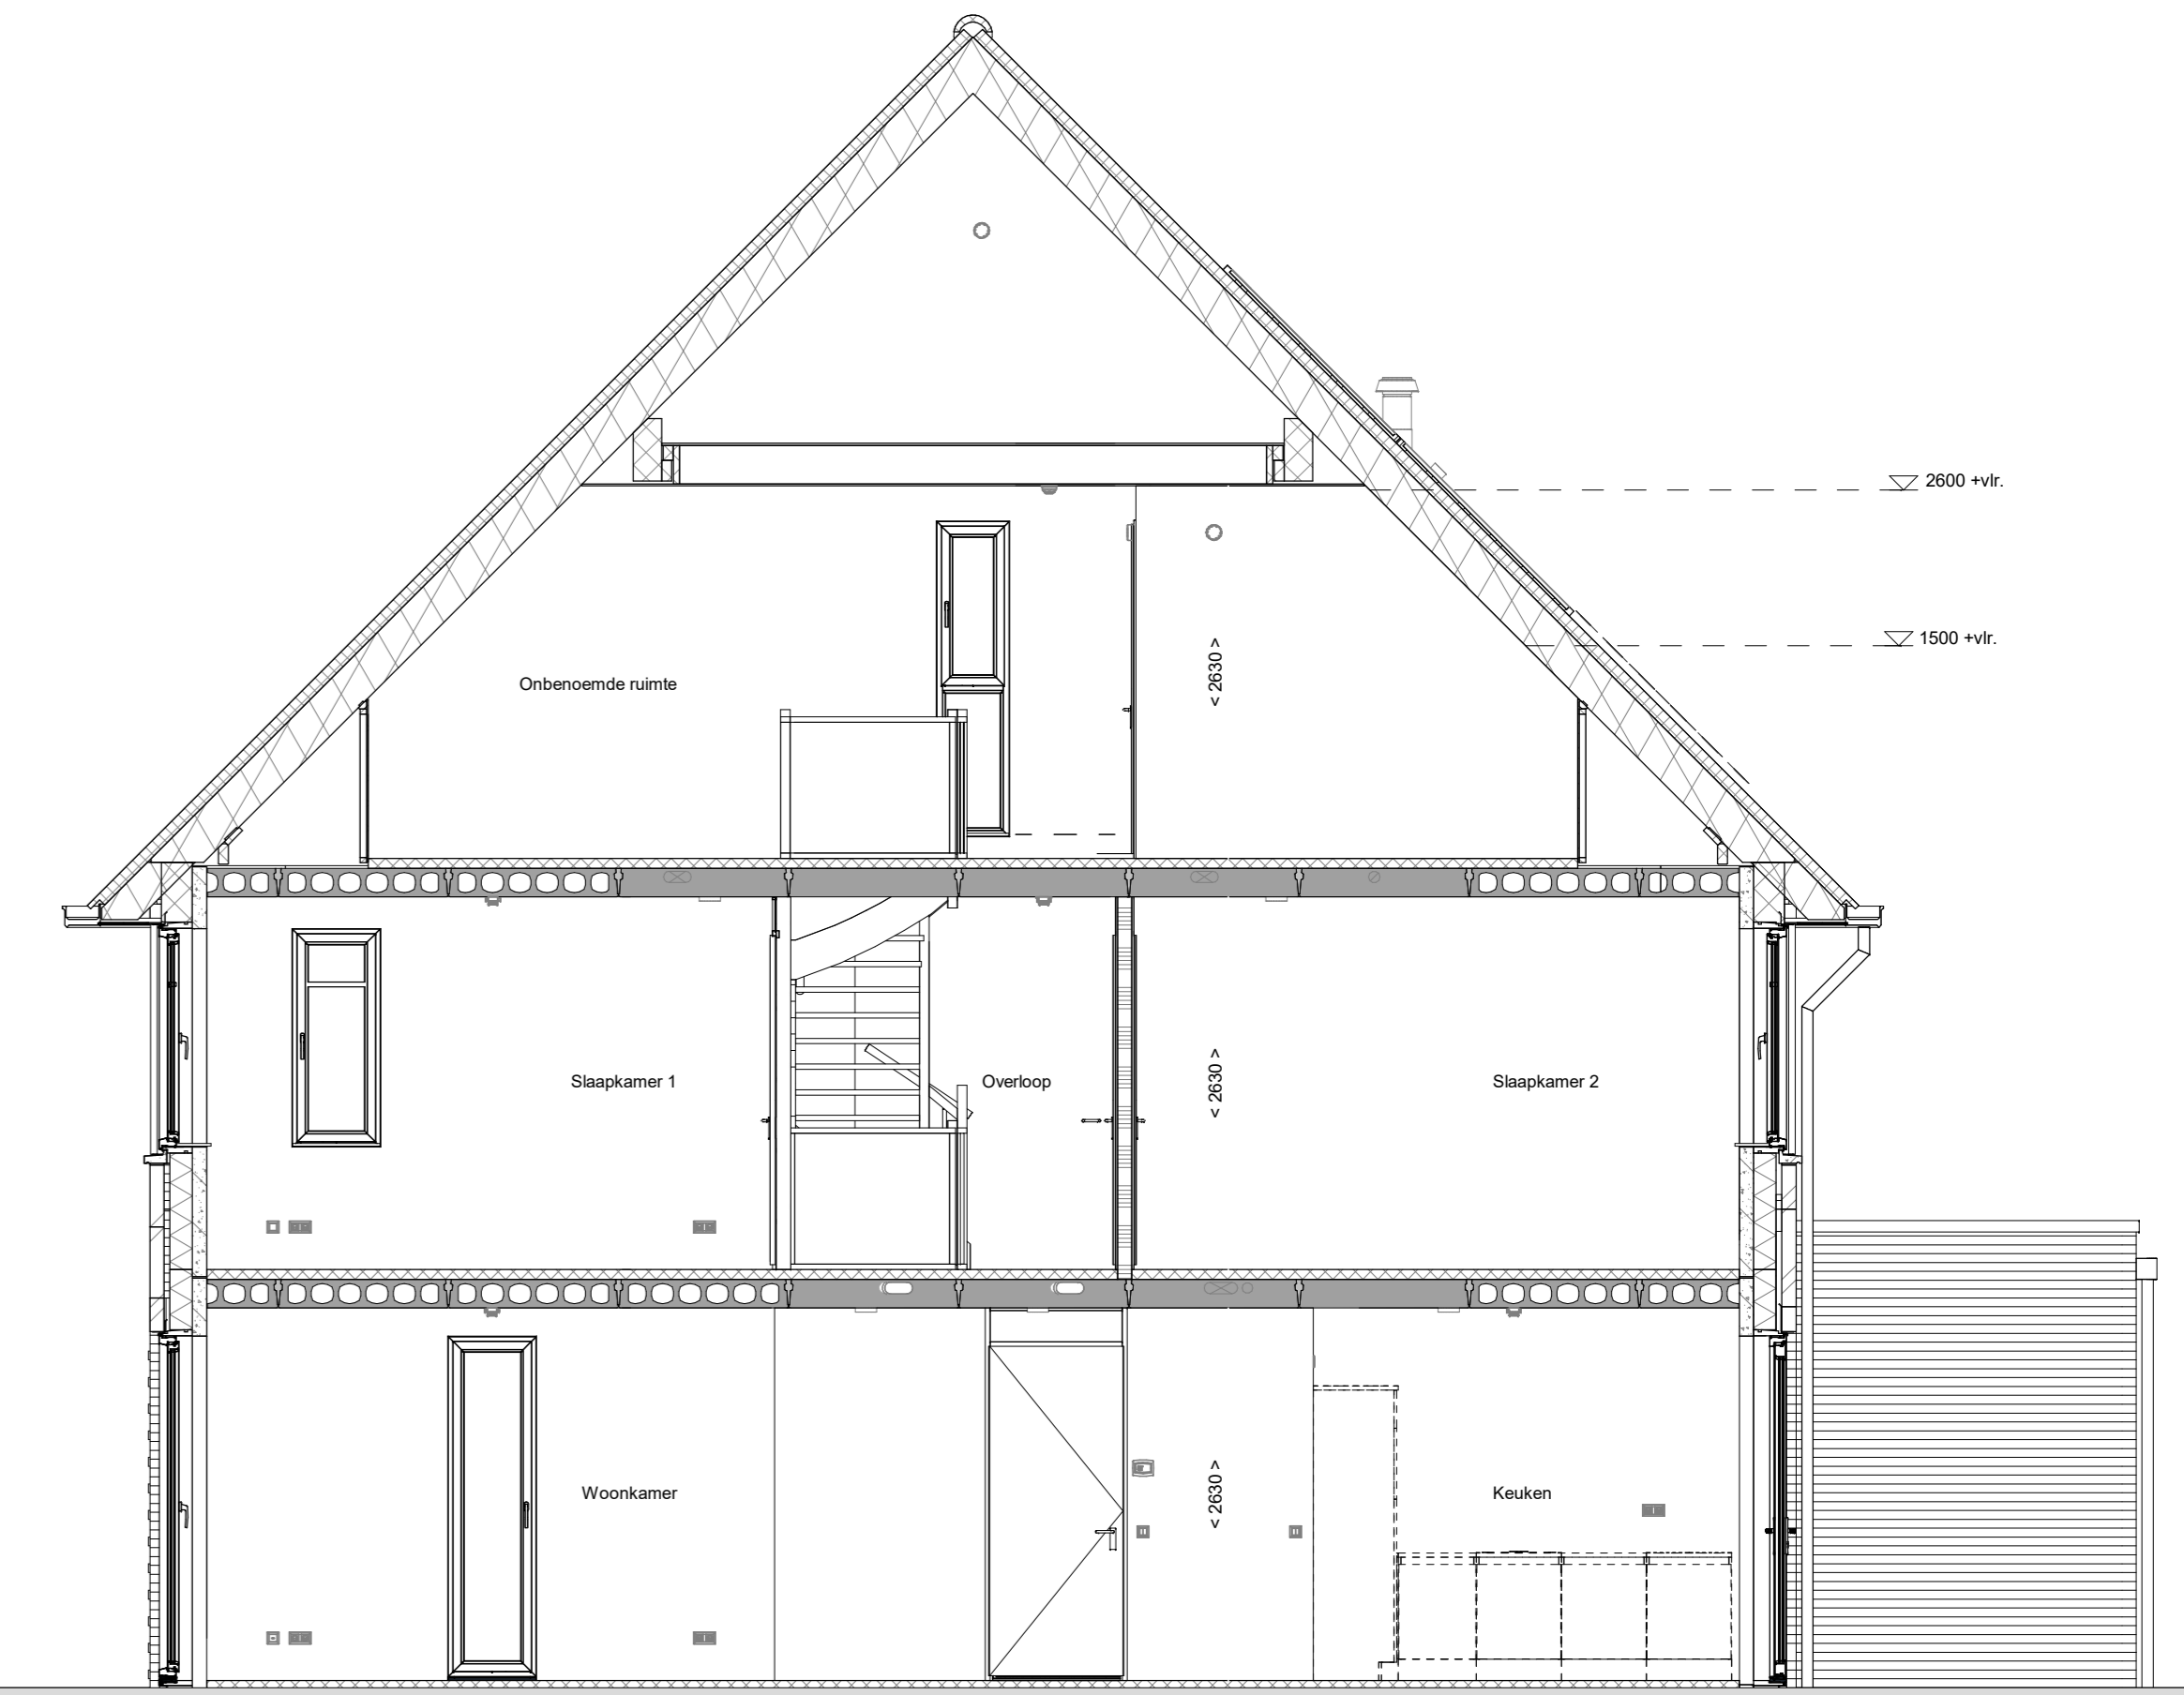 2600 +vlr.
1500 +vlr.
Onbenoemde ruimte
< 2630 >
Slaapkamer 1
Overloop
< 2630 >
Slaapkamer 2
Woonkamer
< 2630 >
Keuken